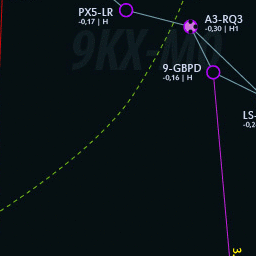 9KX-M
PX5-LR
-0,17 | H
A3-RQ3
-0,30 | H1
9-GBPD
-0,16 | H
LS-
-0,2
3.